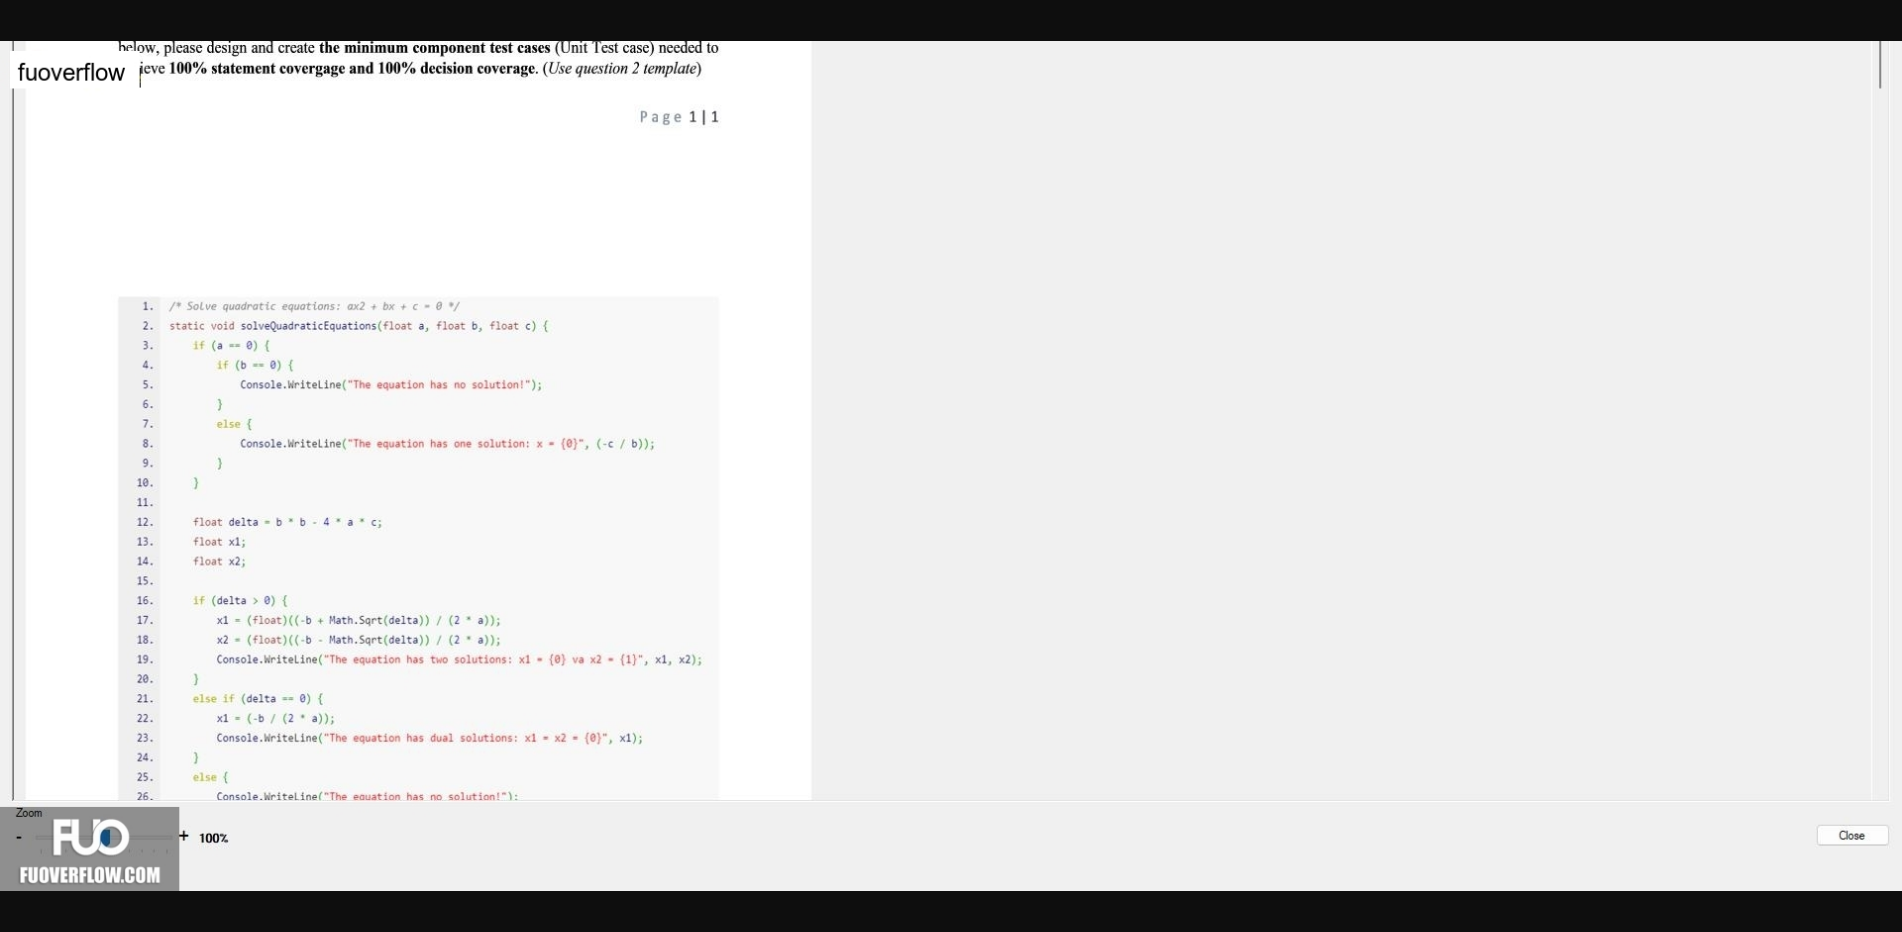 below, please design and create the minimum component test cases (Unit Test case) needed to
fuoverflow ieve 100% statement covergage and 100% decision coverage. (Use question 2 template)
Page 1 | 1
1. /* Solve quadratic equations: ax2 + bx + c = 0 */
2. static void solveQuadraticEquations(float a, float b, float c) {
3. if (a == 0) {
4. if (b == 0) {
5. Console.WriteLine("The equation has no solution!");
6. }
7. else {
8. Console.WriteLine("The equation has one solution: x = {0}", (-c / b));
9. }
10. }
11.
12. float delta = b * b - 4 * a * c;
13. float x1;
14. float x2;
15.
16. if (delta > 0) {
17. x1 = (float)((-b + Math.Sqrt(delta)) / (2 * a));
18. x2 = (float)((-b - Math.Sqrt(delta)) / (2 * a));
19. Console.WriteLine("The equation has two solutions: x1 = {0} va x2 = {1}", x1, x2);
20. }
21. else if (delta == 0) {
22. x1 = (-b / (2 * a));
23. Console.WriteLine("The equation has dual solutions: x1 = x2 = {0}", x1);
24. }
25. else {
26. Console.WriteLine("The equation has no solution!");
Zoom
- + 100%
Close
FUO
FUOVERFLOW.COM